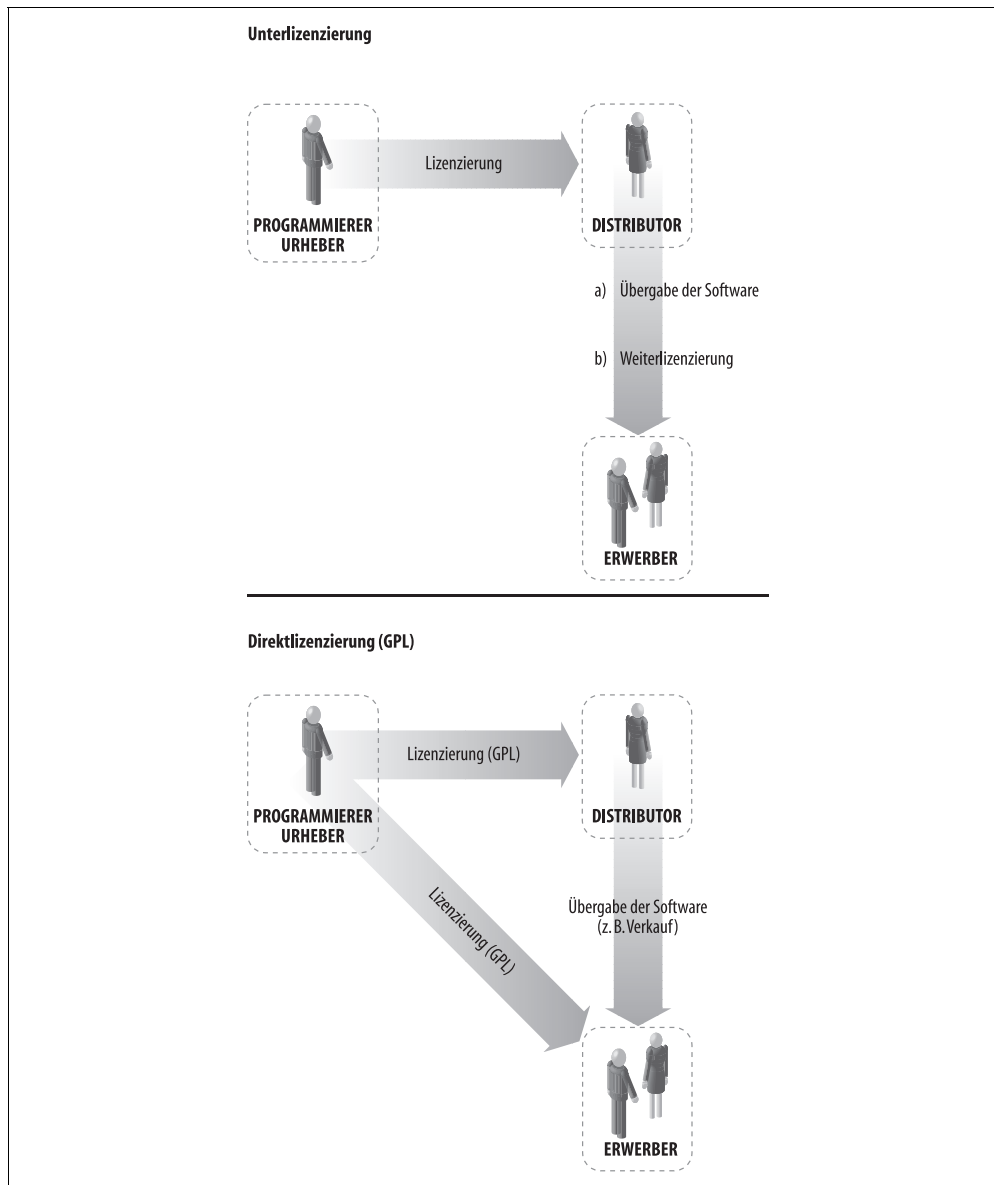 Unterlizenzierung
Lizenzierung
PROGRAMMIERER
URHEBER
DISTRIBUTOR
a) Übergabe der Software
b) Weiterlizenzierung
ERWERBER
Direktlizenzierung (GPL)
Lizenzierung (GPL)
PROGRAMMIERER
URHEBER
DISTRIBUTOR
Lizenzierung (GPL)
Übergabe der Software
(z. B. Verkauf)
ERWERBER